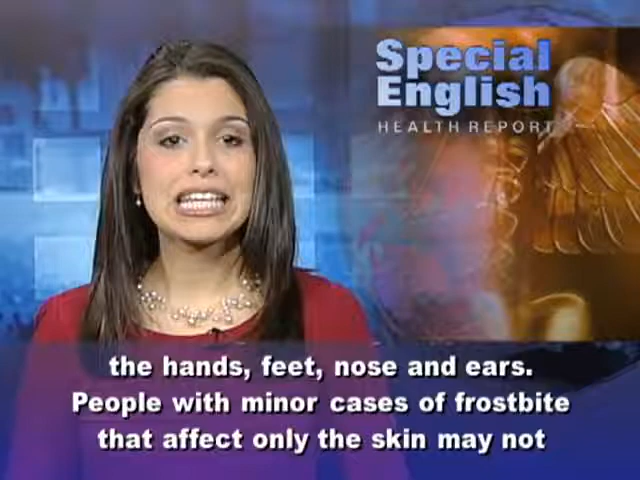 Special
English
HEALTH REPORT
the hands, feet, nose and ears.
People with minor cases of frostbite
that affect only the skin may not